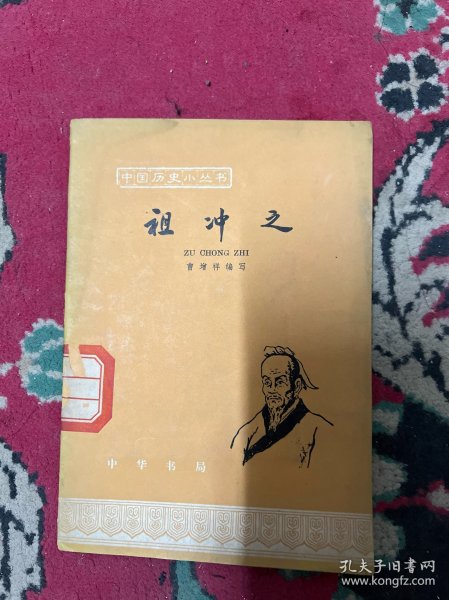 中国历史小丛书
祖冲之
ZU CHONG ZHI
曹增祥编写
中华书局
孔夫子旧书网
www.kongfz.com